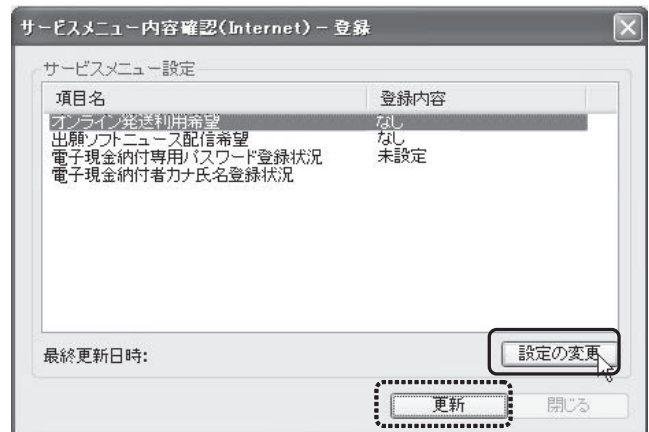 サービスメニュー内容確認(Internet) - 登録
サービスメニュー設定
項目名 登録内容
オンライン発送利用希望 なし
出願ソフトニュース配信希望 なし
電子現金納付専用パスワード登録状況 未設定
電子現金納付者カナ氏名登録状況
最終更新日時:
設定の変更
更新 閉じる